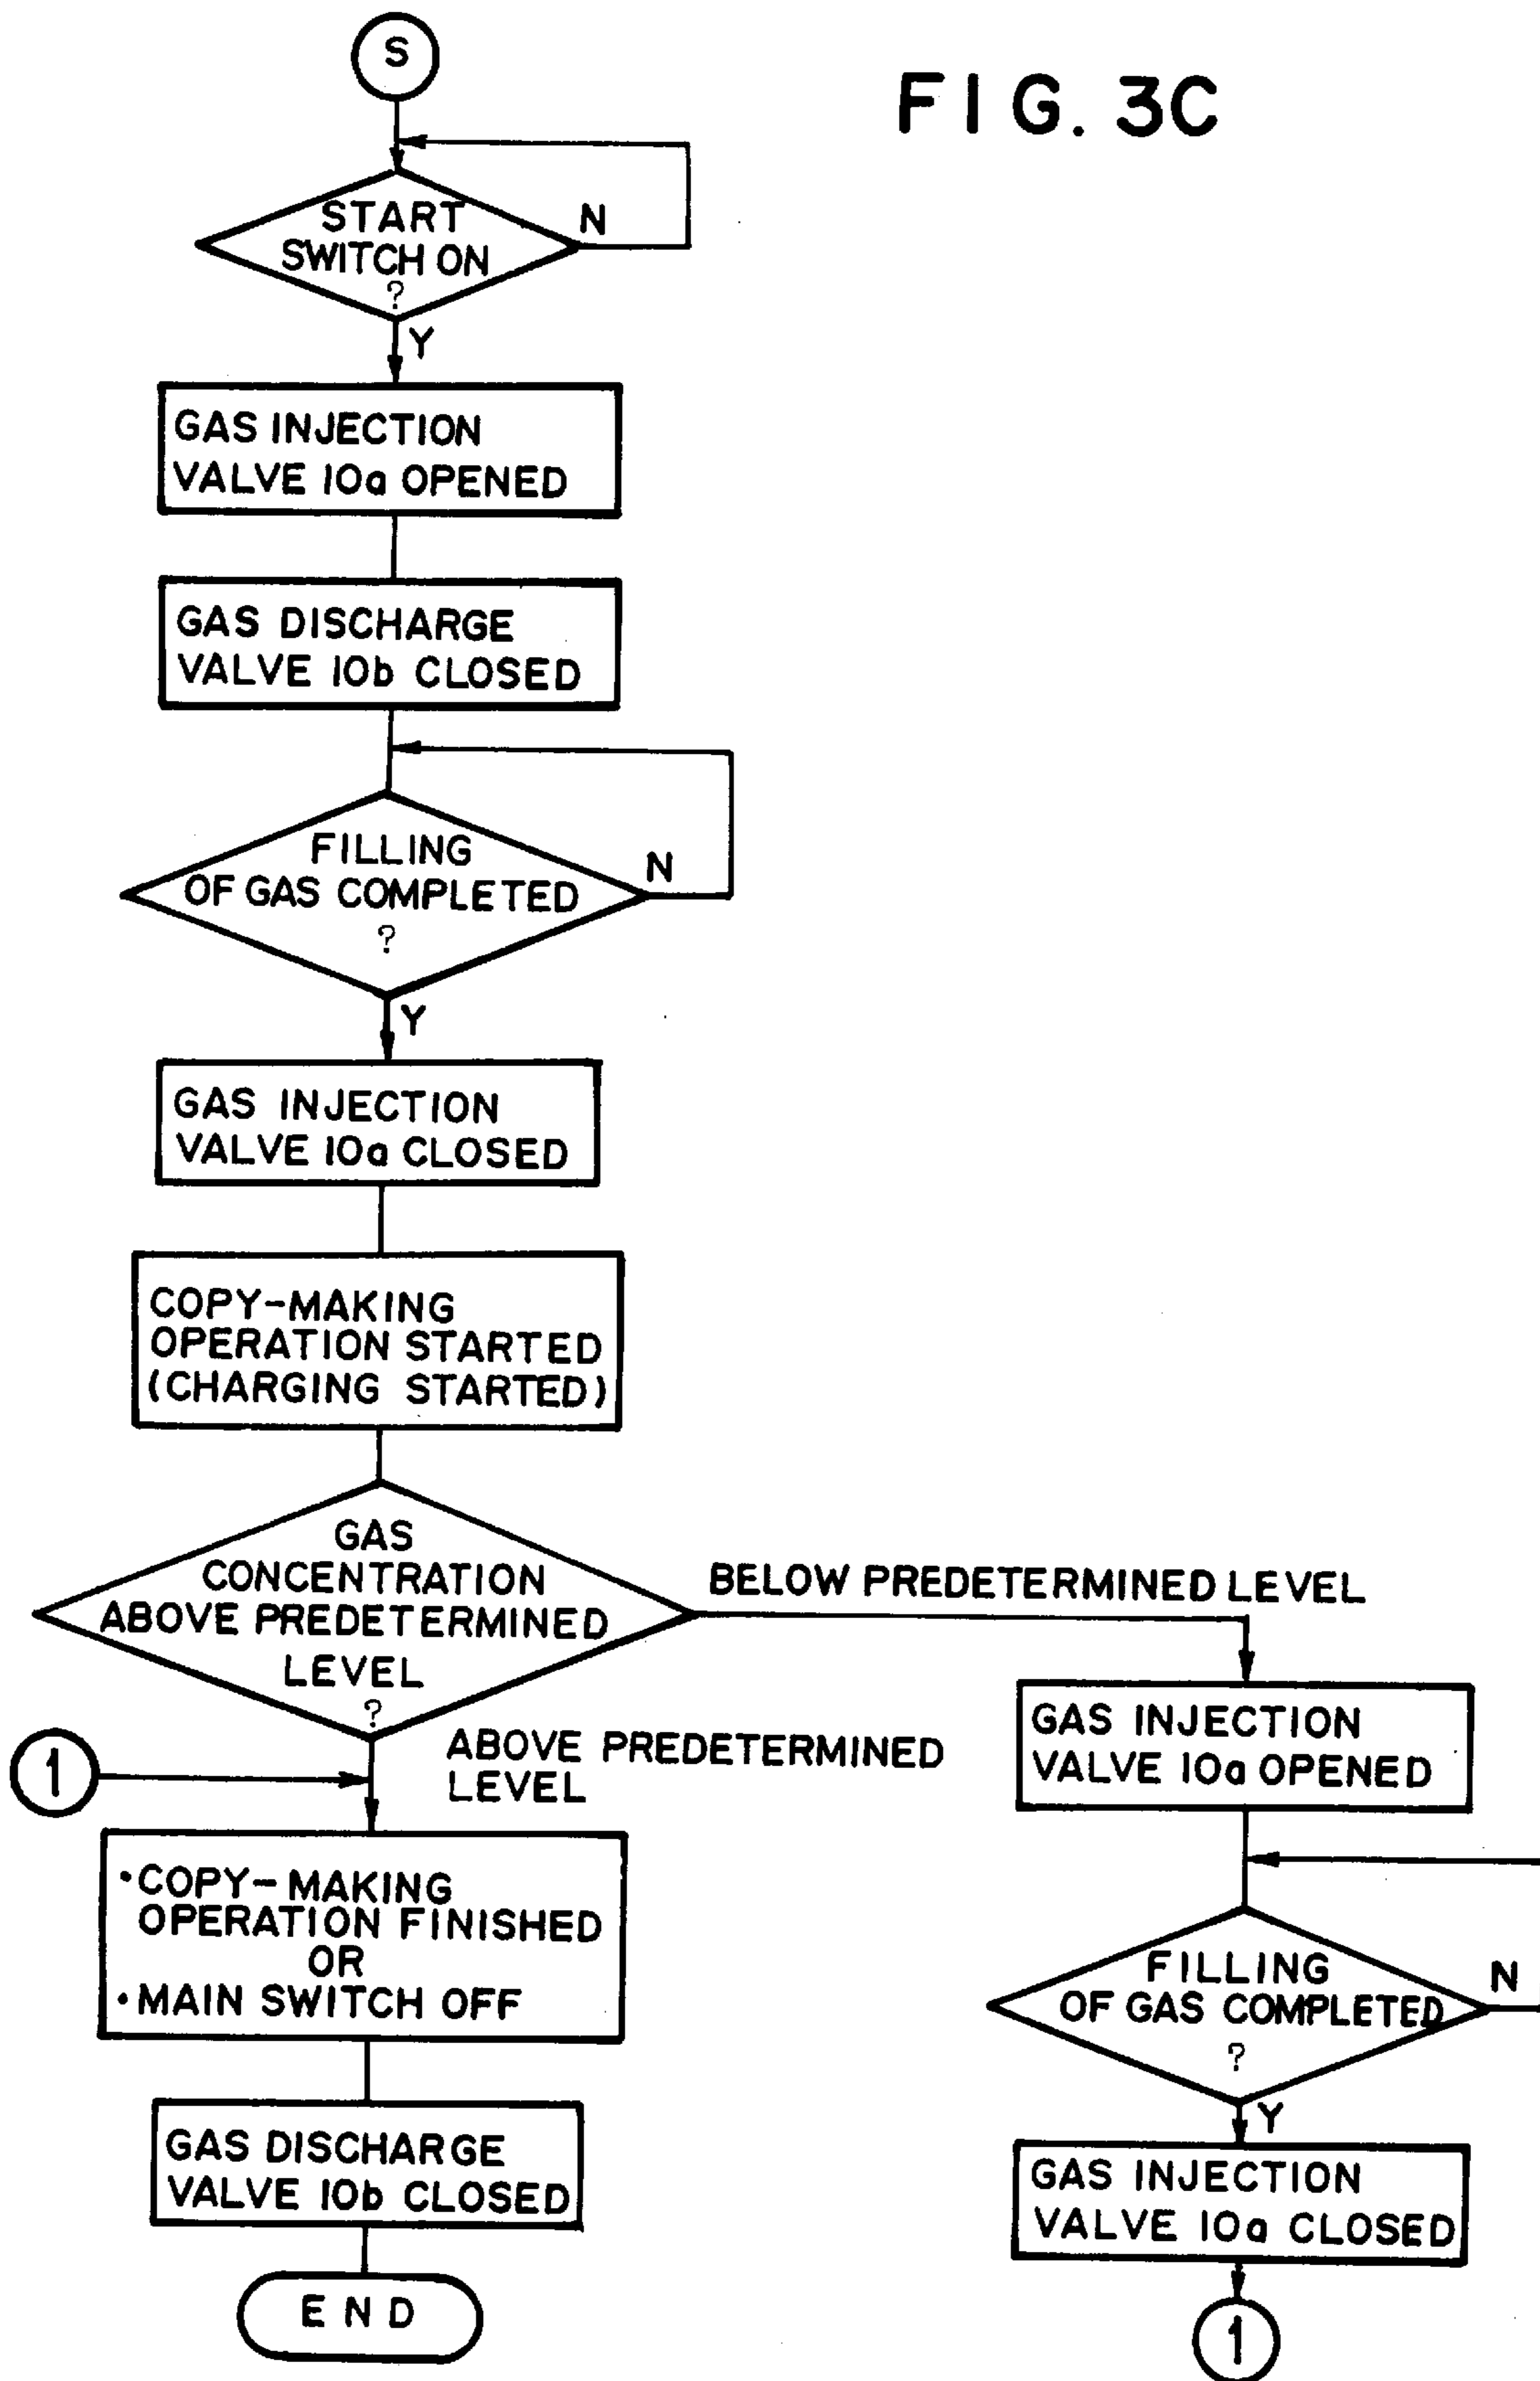 FIG. 3C
S
START
SWITCH ON
?
N
Y
GAS INJECTION
VALVE 10a OPENED
GAS DISCHARGE
VALVE 10b CLOSED
FILLING
OF GAS COMPLETED
?
N
Y
GAS INJECTION
VALVE 10a CLOSED
COPY-MAKING
OPERATION STARTED
(CHARGING STARTED)
GAS
CONCENTRATION
ABOVE PREDETERMINED
LEVEL
?
BELOW PREDETERMINED LEVEL
ABOVE PREDETERMINED
LEVEL
1
•COPY-MAKING
OPERATION FINISHED
OR
•MAIN SWITCH OFF
GAS DISCHARGE
VALVE 10b CLOSED
END
GAS INJECTION
VALVE 10a OPENED
FILLING
OF GAS COMPLETED
?
N
Y
GAS INJECTION
VALVE 10a CLOSED
1